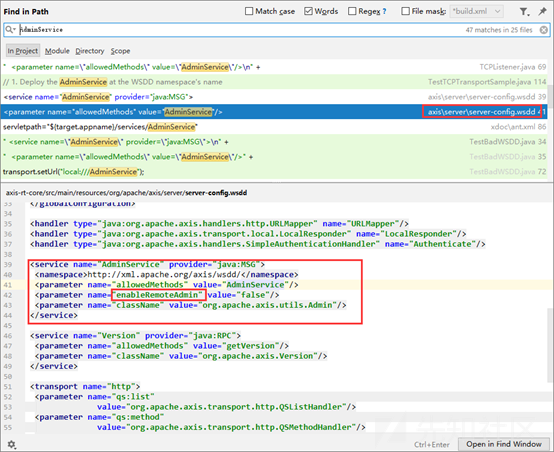 Find in Path
Match case
Words
Regex ?
File mask: *build.xml
47 matches in 25 files
AdminService
In Project Module Directory Scope
" <parameter name=\"allowedMethods\" value=\"AdminService\"/>\n" + TCPListener.java 69
// 1. Deploy the AdminService at the WSDD namespace's name TestTCPTransportSample.java 114
<service name="AdminService" provider="java:MSG"> axis\server\server-config.wsdd 39
<parameter name="allowedMethods" value="AdminService"/> axis\server\server-config.wsdd 41
servletpath="$(target.appname)/services/AdminService" xdoc\ant.xml
" <service name=\"AdminService\" provider=\"java:MSG\">\n" + TestBadWSDD.java 34
" <parameter name=\"allowedMethods\" value=\"AdminService\"/>" + TestBadWSDD.java 35
transport.setUrl("local:///AdminService");
axis-rt-core/src/main/resources/org/apache/axis/server/server-config.wsdd
33 </globalConfiguration>
34
35 <handler type="java:org.apache.axis.handlers.http.URLMapper" name="URLMapper"/>
36 <handler type="java:org.apache.axis.transport.local.LocalResponder" name="LocalResponder"/>
37 <handler type="java:org.apache.axis.handlers.SimpleAuthenticationHandler" name="Authenticate"/>
38
39 <service name="AdminService" provider="java:MSG">
40 <namespace>http://xml.apache.org/axis/wsdd/</namespace>
41 <parameter name="allowedMethods" value="AdminService"/>
42 <parameter name="enableRemoteAdmin" value="false"/>
43 <parameter name="className" value="org.apache.axis.utils.Admin"/>
44 </service>
45
46 <service name="Version" provider="java:RPC">
47 <parameter name="allowedMethods" value="getVersion"/>
48 <parameter name="className" value="org.apache.axis.Version"/>
49 </service>
50
51 <transport name="http">
52 <parameter name="qs:list"
53 value="org.apache.axis.transport.http.QSListHandler"/>
54 <parameter name="qs:method"
55 value="org.apache.axis.transport.http.QSMethodHandler"/>
Ctrl+Enter
Open in Find Window